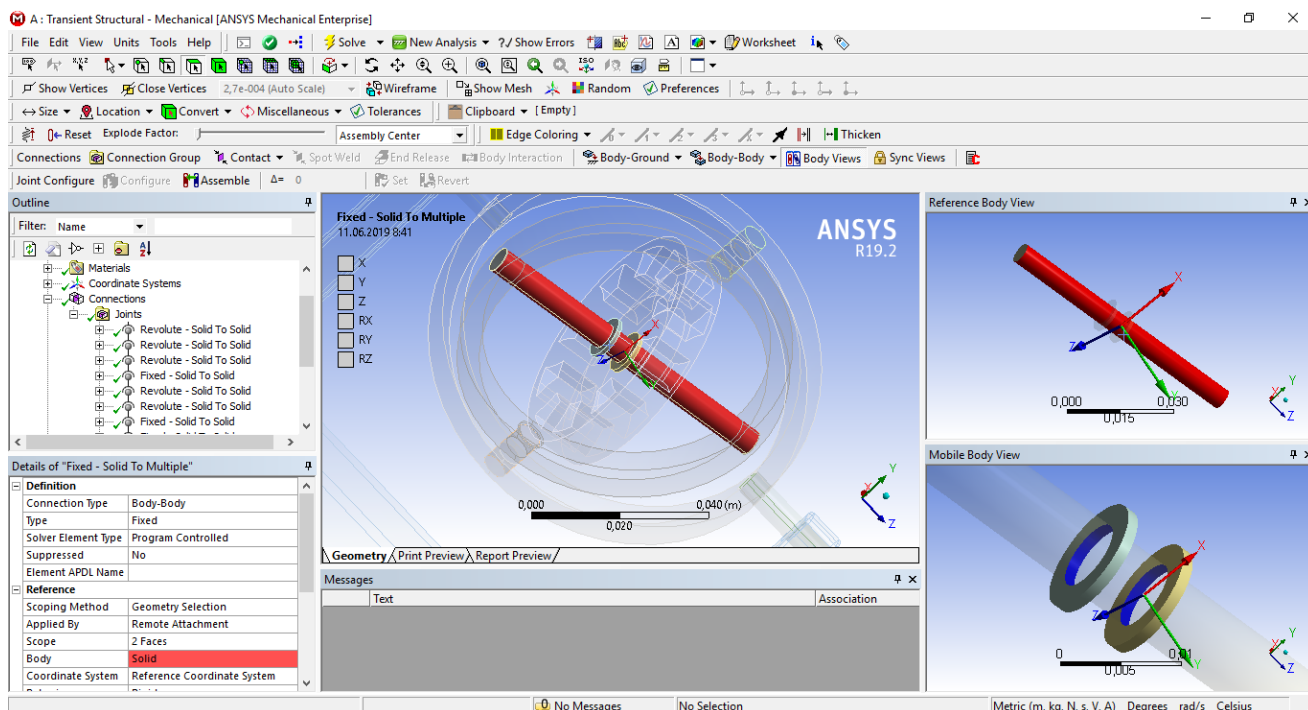 A : Transient Structural - Mechanical [ANSYS Mechanical Enterprise]
File Edit View Units Tools Help Solve New Analysis ?/ Show Errors Worksheet
Show Vertices Close Vertices 2,7e-004 (Auto Scale) Wireframe Show Mesh Random Preferences
Size Location Convert Miscellaneous Tolerances Clipboard [Empty]
Reset Explode Factor: Assembly Center Edge Coloring Thicken
Connections Connection Group Contact Spot Weld End Release Body Interaction Body-Ground Body-Body Body Views Sync Views
Joint Configure Configure Assemble Δ= 0 Set Revert
Outline
Filter: Name
Materials
Coordinate Systems
Connections
Joints
Revolute - Solid To Solid
Revolute - Solid To Solid
Revolute - Solid To Solid
Fixed - Solid To Solid
Revolute - Solid To Solid
Revolute - Solid To Solid
Fixed - Solid To Solid
Details of "Fixed - Solid To Multiple"
Definition
Connection Type Body-Body
Type Fixed
Solver Element Type Program Controlled
Suppressed No
Element APDL Name
Reference
Scoping Method Geometry Selection
Applied By Remote Attachment
Scope 2 Faces
Body Solid
Coordinate System Reference Coordinate System
Fixed - Solid To Multiple
11.06.2019 8:41
X
Y
Z
RX
RY
RZ
ANSYS
R19.2
X
Z
0,000 0,040 (m)
0,020
Y
X
Z
Geometry Print Preview Report Preview
Messages
Text Association
Reference Body View
X
Z
Y
0,000 0,030
0,015
Y
X
Z
Mobile Body View
X
Z
Y
0 0,01
0,005
Y
X
Z
No Messages No Selection Metric (m, kg, N, s, V, A) Degrees rad/s Celsius